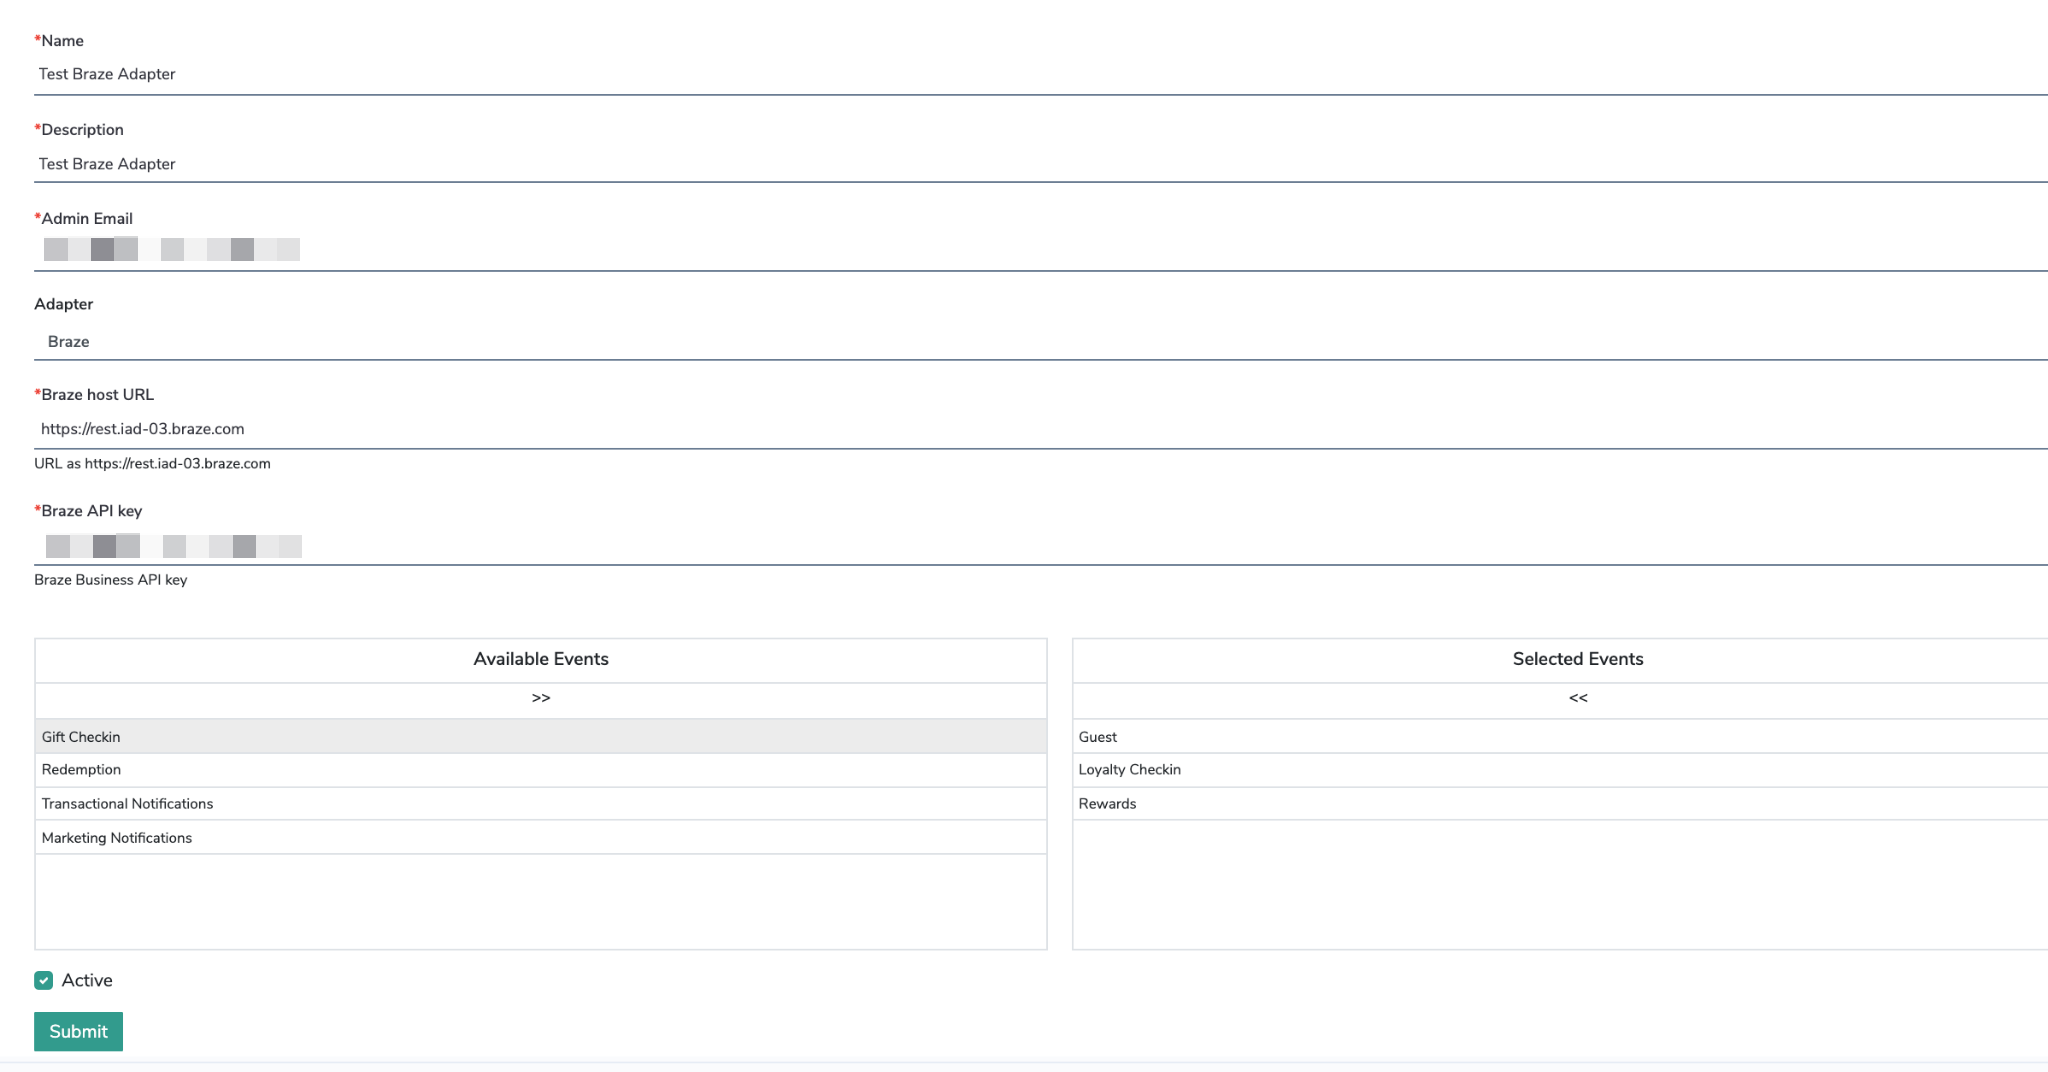 *Name
Test Braze Adapter
*Description
Test Braze Adapter
*Admin Email
Adapter
Braze
*Braze host URL
https://rest.iad-03.braze.com
URL as https://rest.iad-03.braze.com
*Braze API key
Braze Business API key
Available Events
>>
Gift Checkin
Redemption
Transactional Notifications
Marketing Notifications
Selected Events
<<
Guest
Loyalty Checkin
Rewards
Active
Submit